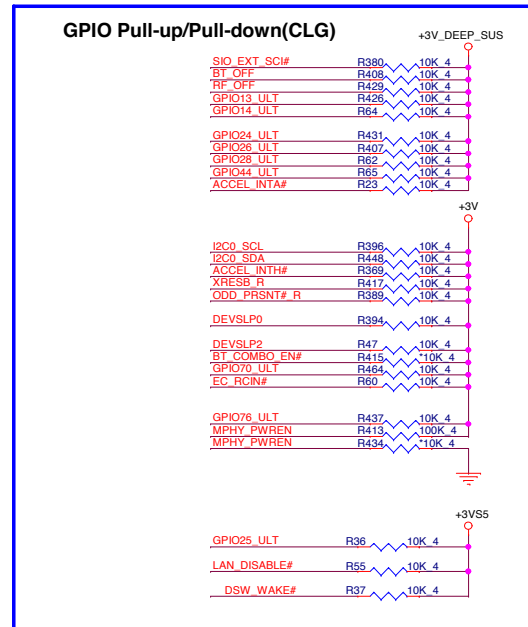 GPIO Pull-up/Pull-down(CLG)
+3V_DEEP_SUS
SIO_EXT_SCI# R380 10K_4
BT_OFF R408 10K_4
RF_OFF R429 10K_4
GPIO13_ULT R426 10K_4
GPIO14_ULT R64 10K_4
GPIO24_ULT R431 10K_4
GPIO26_ULT R407 10K_4
GPIO28_ULT R62 10K_4
GPIO44_ULT R65 10K_4
ACCEL_INTA# R23 10K_4
+3V
I2C0_SCL R396 10K_4
I2C0_SDA R448 10K_4
ACCEL_INTH# R369 10K_4
XRESB_R R417 10K_4
ODD_PRSNT#_R R389 10K_4
DEVSLP0 R394 10K_4
DEVSLP2 R47 10K_4
BT_COMBO_EN# R415 *10K_4
GPIO70_ULT R464 10K_4
EC_RCIN# R60 10K_4
GPIO76_ULT R437 10K_4
MPHY_PWREN R413 100K_4
MPHY_PWREN R434 *10K_4
+3VS5
GPIO25_ULT R36 10K_4
LAN_DISABLE# R55 10K_4
DSW_WAKE# R37 10K_4